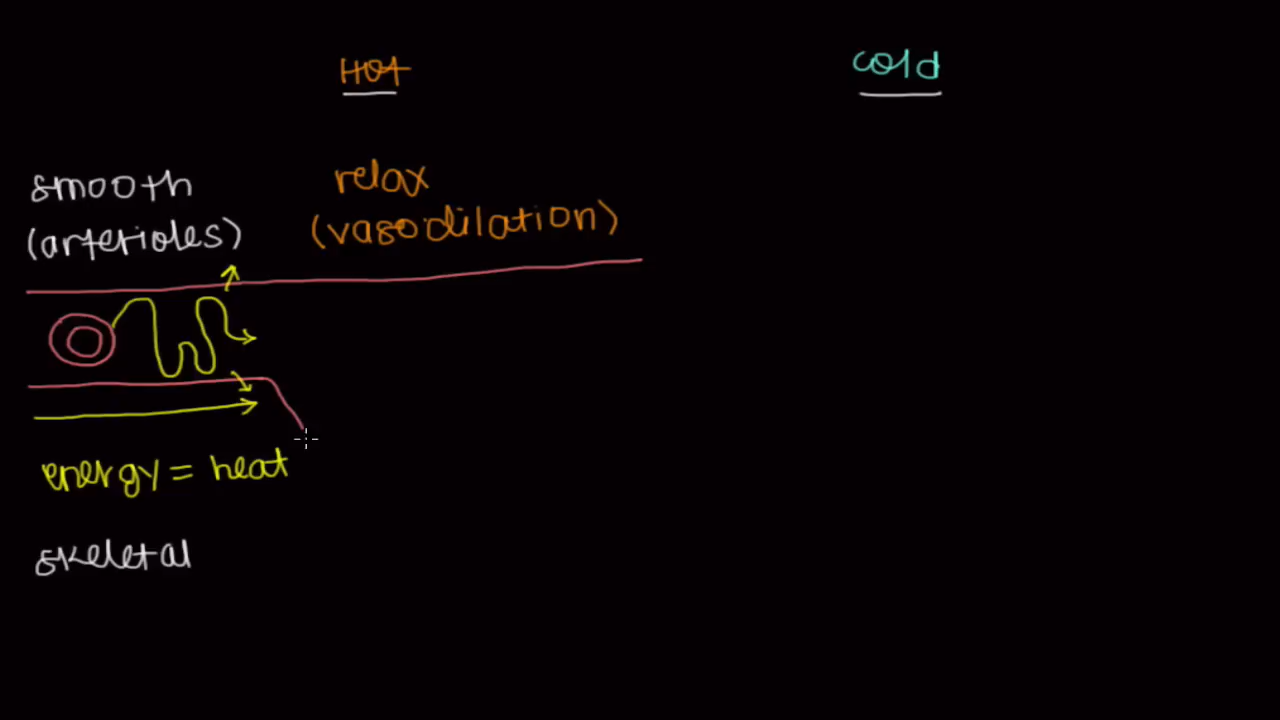 Hot
cold
smooth
(arterioles)
relax
(vasodilation)
energy = heat
skeletal